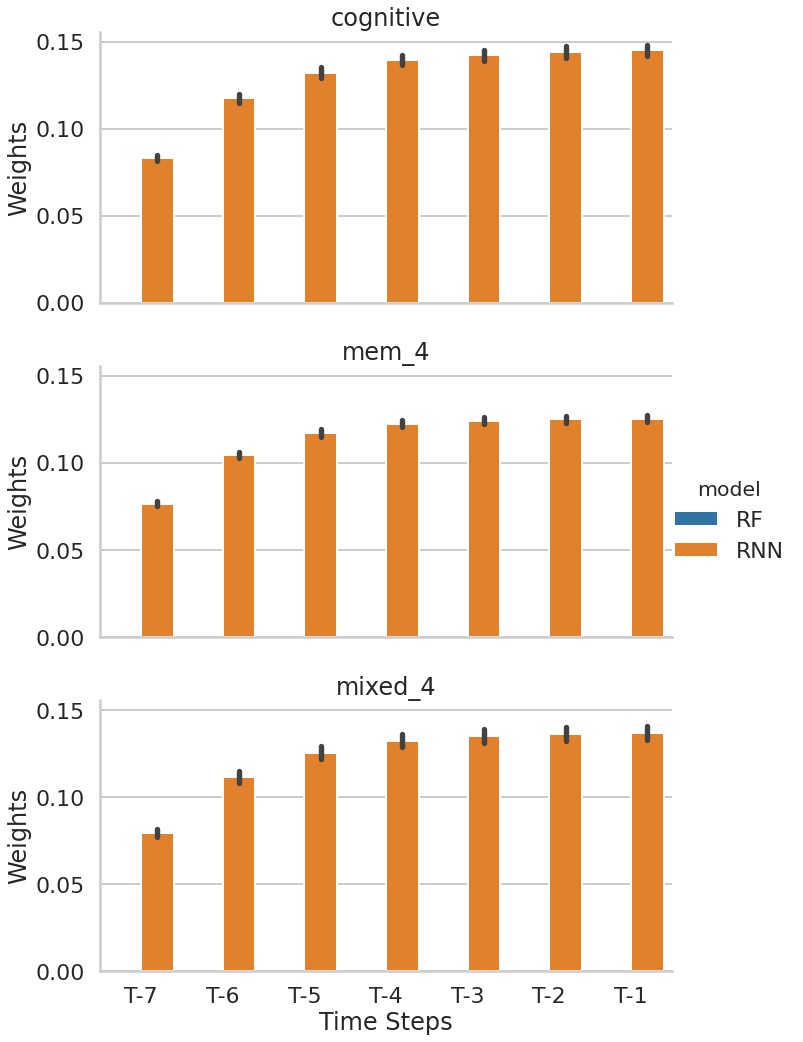 cognitive
0.15
0.10
0.05
0.00
Weights
mem_4
0.15
0.10
0.05
0.00
Weights
model
RF
RNN
mixed_4
0.15
0.10
0.05
0.00
Weights
T-7 T-6 T-5 T-4 T-3 T-2 T-1
Time Steps